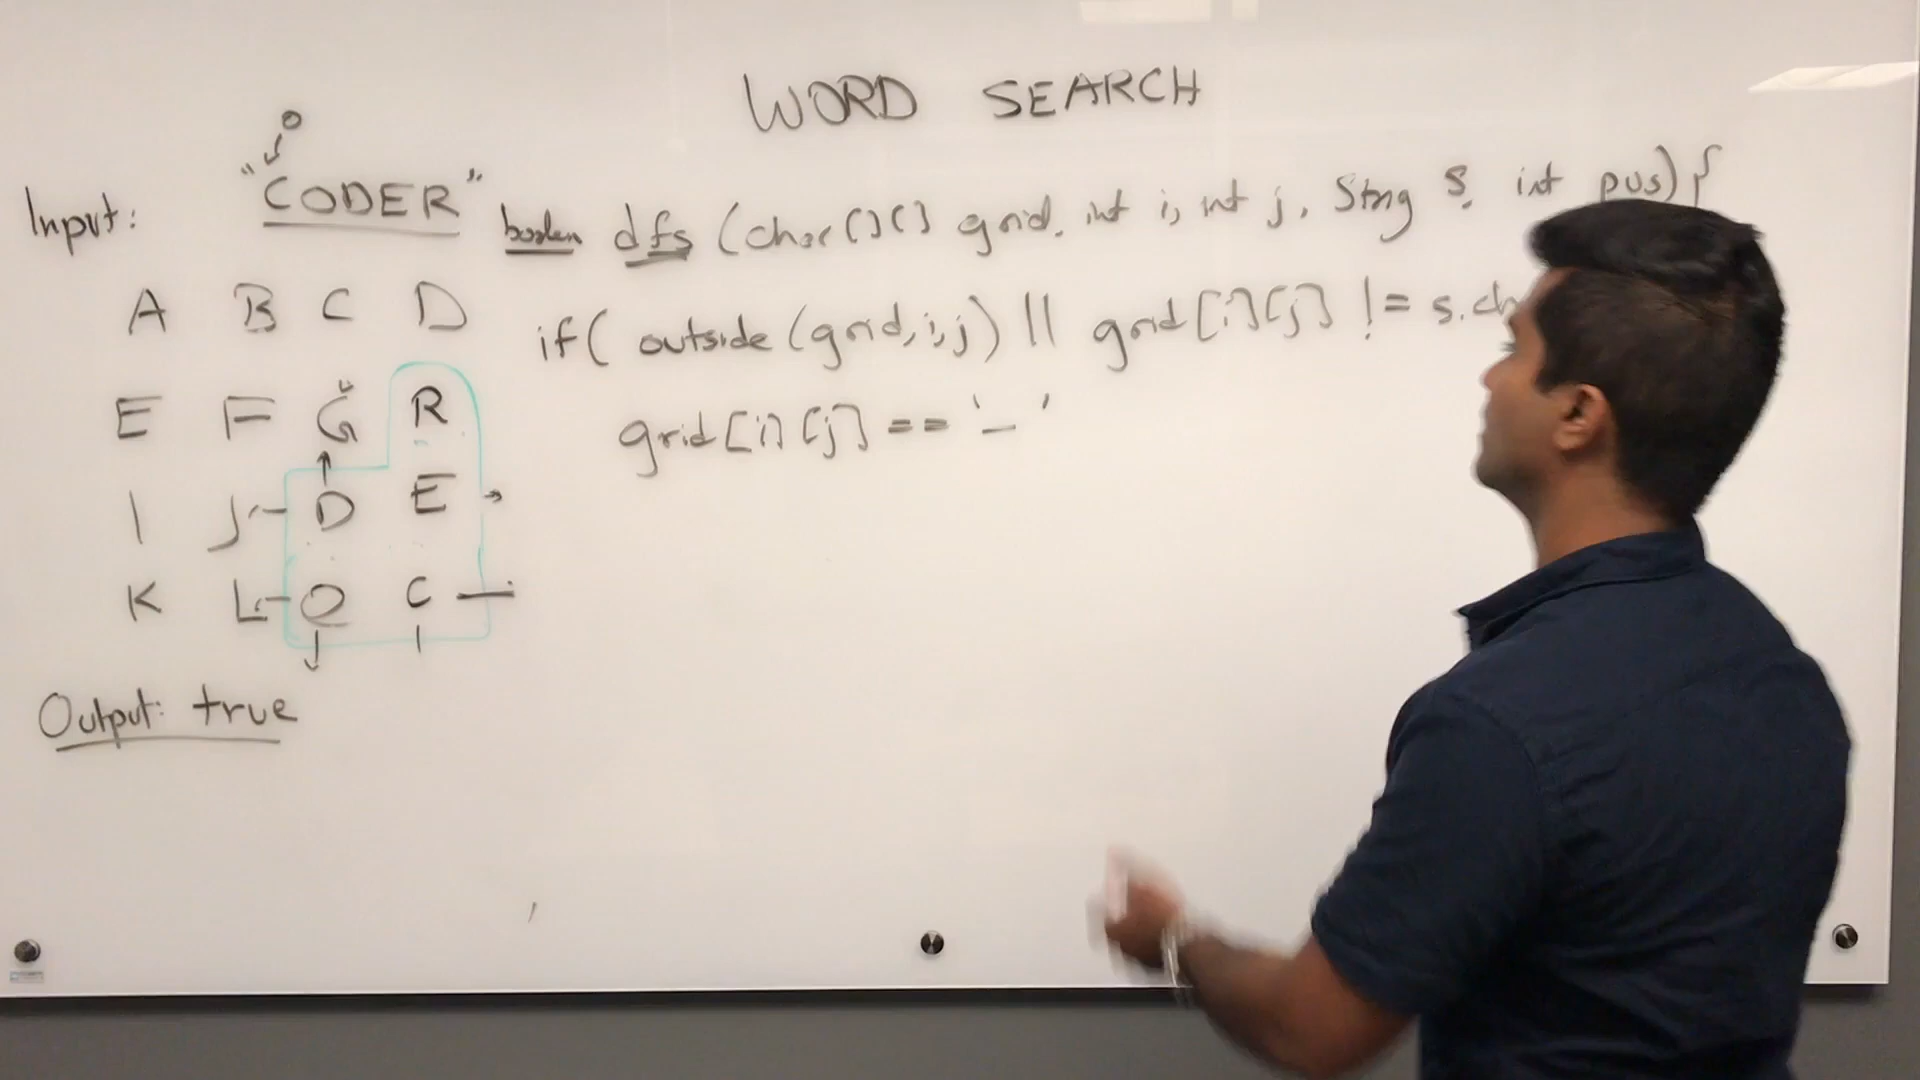 WORD SEARCH
Input: "CODER"
boolean dfs (char[][] grid, int i, int j, String s, int pos) {
A B C D
if( outside (grid, i, j) || grid[i][j] != s.ch
E F G R
grid[i][j] == '_'
I J D E
K L O C
Output: true